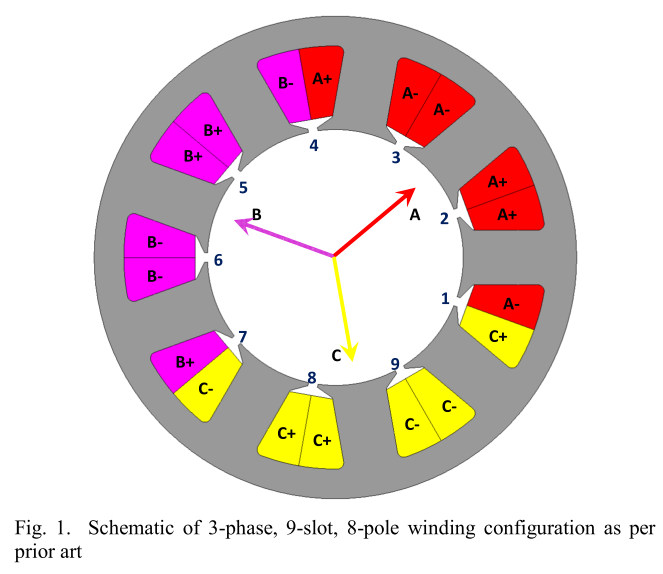 B- A+
A- A-
B+ B+
4
3
A+ A+
5
B
A
2
B- B-
6
1
A-
C+
7
C
B+
C-
8
9
C+ C+
C- C-
Fig. 1. Schematic of 3-phase, 9-slot, 8-pole winding configuration as per
prior art